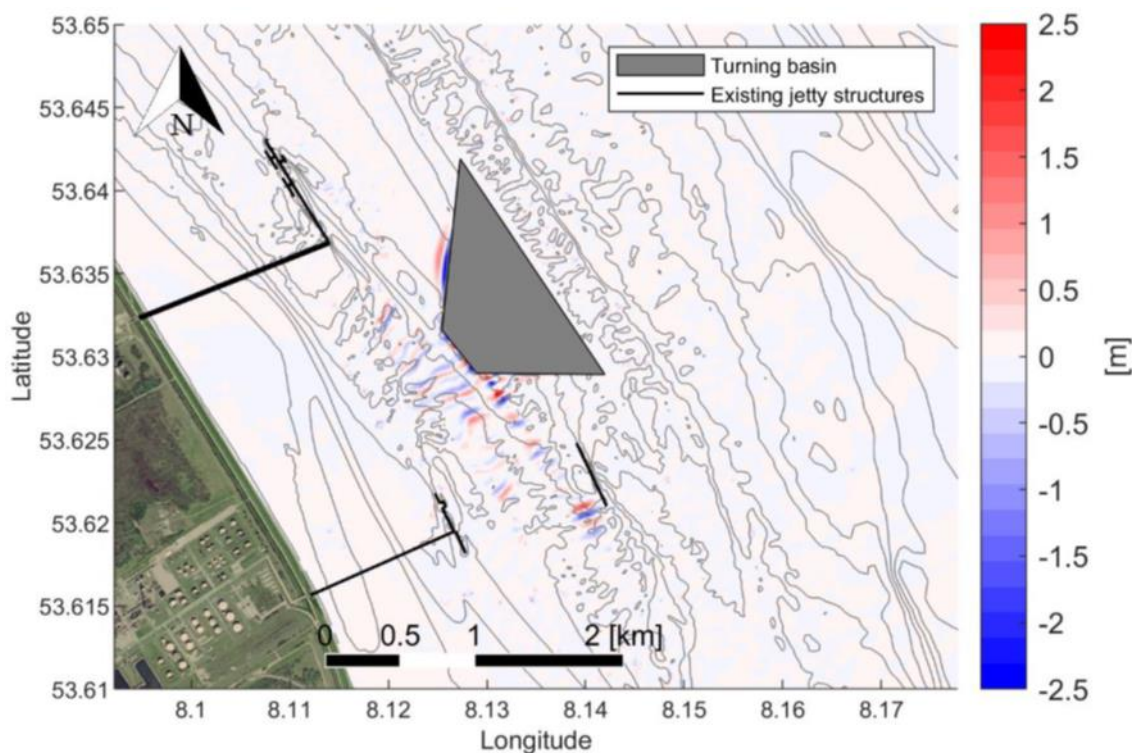 53.65
53.645
53.64
53.635
53.63
53.625
53.62
53.615
53.61
Latitude
N
Turning basin
Existing jetty structures
0 0.5 1 2 [km]
8.1 8.11 8.12 8.13 8.14 8.15 8.16 8.17
Longitude
2.5
2
1.5
1
0.5
0
-0.5
-1
-1.5
-2
-2.5
[m]